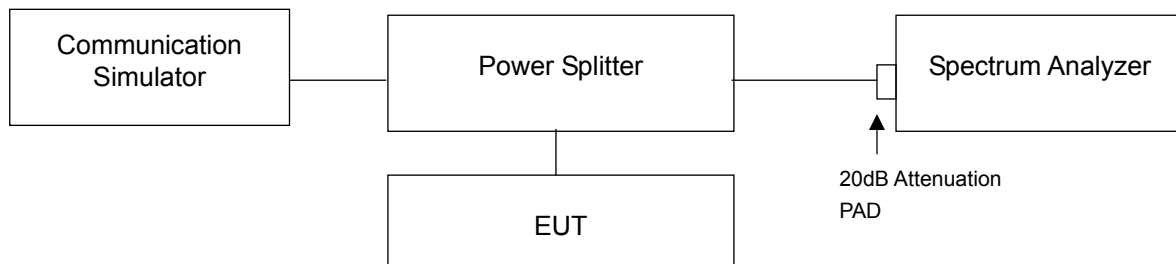 Communication
Simulator
Power Splitter
Spectrum Analyzer
20dB Attenuation
PAD
EUT